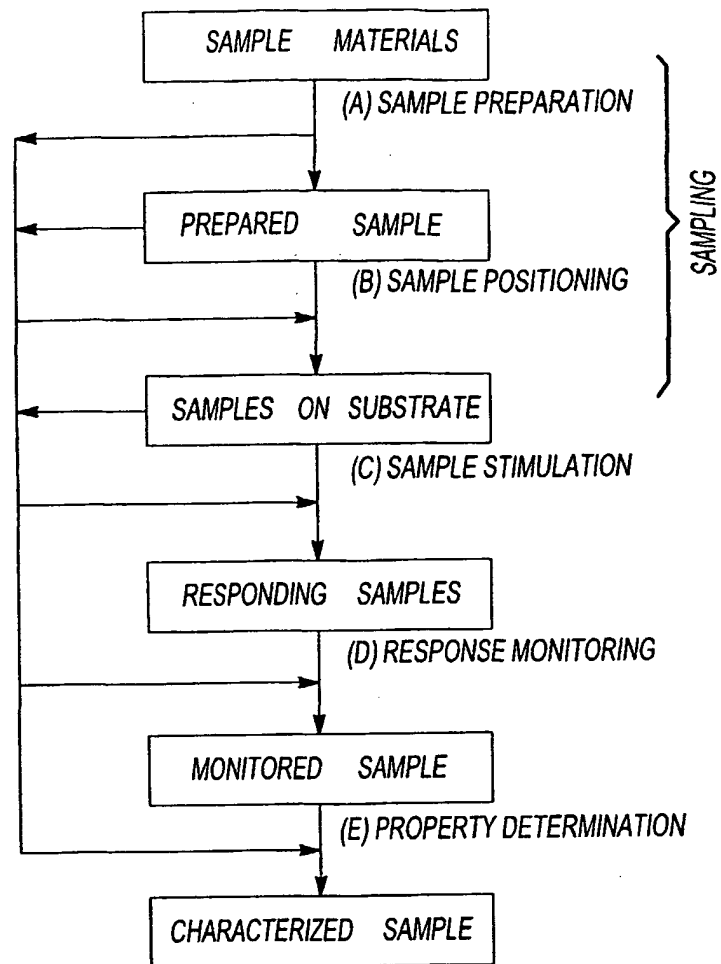 SAMPLE MATERIALS
(A) SAMPLE PREPARATION
PREPARED SAMPLE
(B) SAMPLE POSITIONING
SAMPLES ON SUBSTRATE
(C) SAMPLE STIMULATION
RESPONDING SAMPLES
(D) RESPONSE MONITORING
MONITORED SAMPLE
(E) PROPERTY DETERMINATION
CHARACTERIZED SAMPLE
SAMPLING